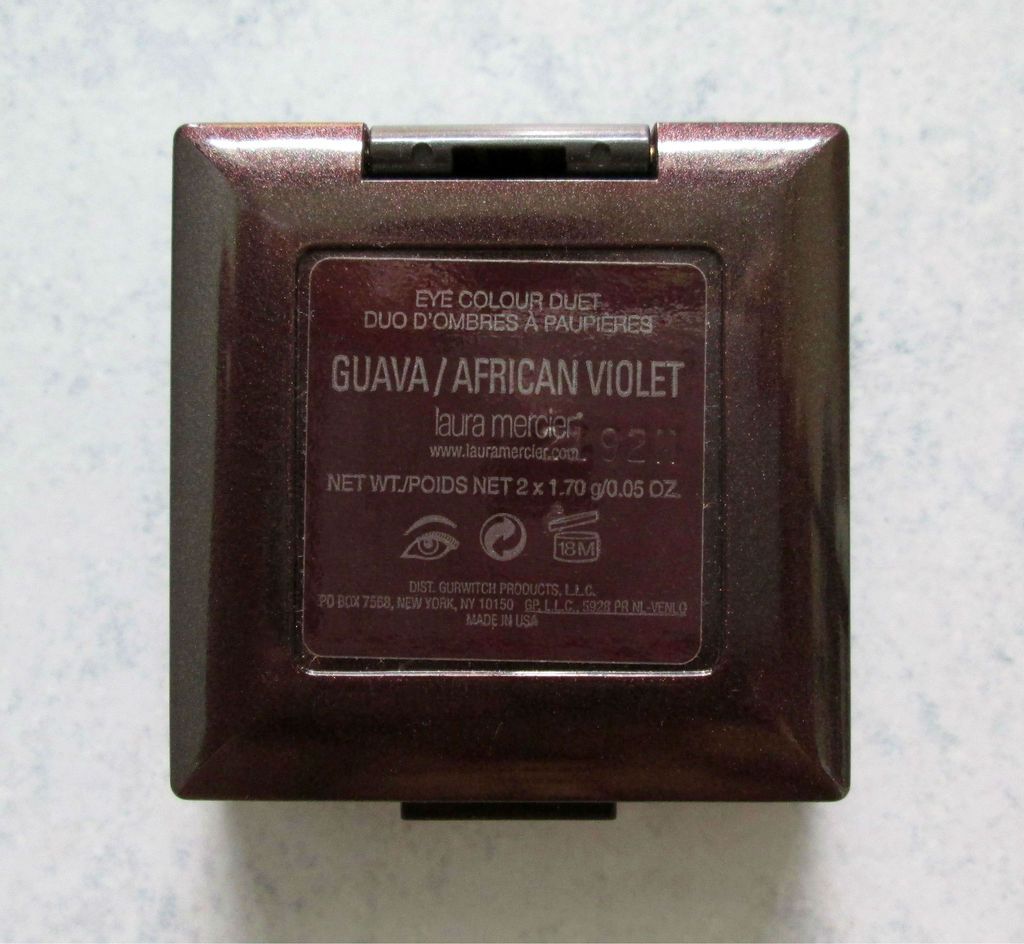 EYE COLOUR DUET
DUO D'OMBRES À PAUPIÈRES
GUAVA / AFRICAN VIOLET
laura mercier
www.lauramercier.com
NET WT./POIDS NET 2 x 1.70 g/0.05 OZ.
18M
DIST. GURWITCH PRODUCTS, L.L.C.
PO BOX 7568, NEW YORK, NY 10150 GP, L.L.C., 5928 PR NL-VENLO
MADE IN USA